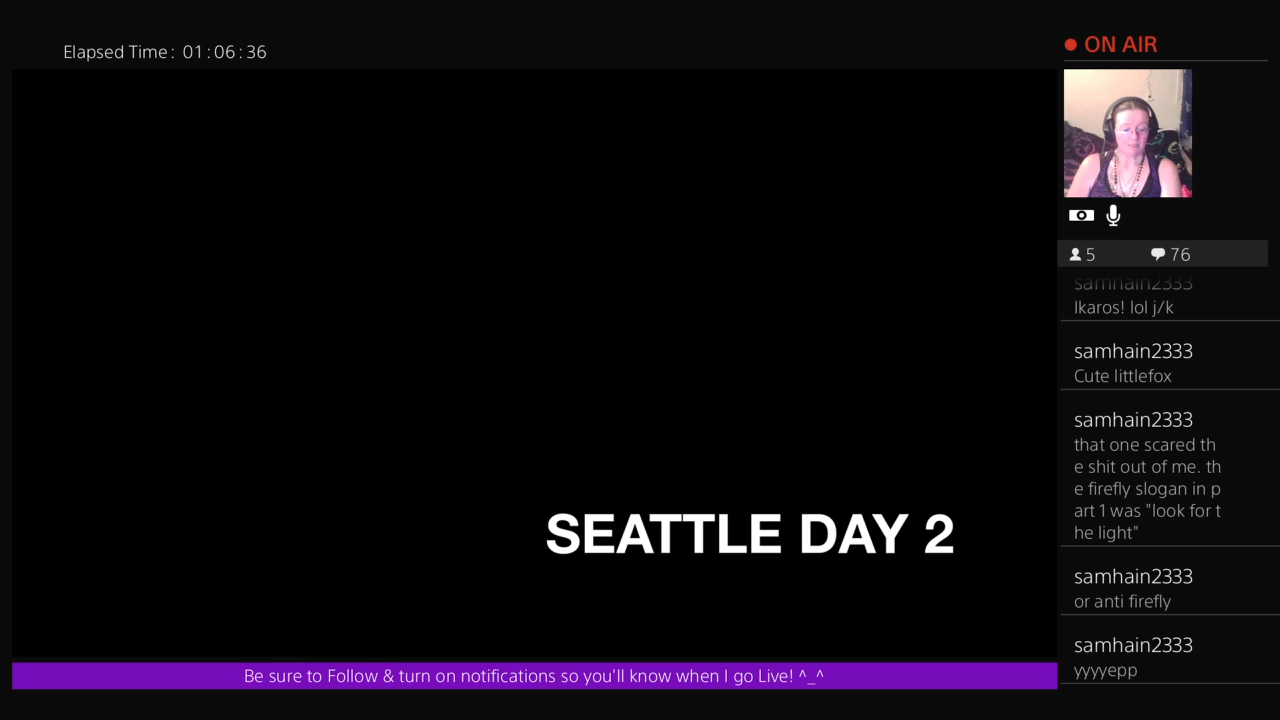 Elapsed Time: 01:06:36
ON AIR
5 76
samhain2333
Ikaros! lol j/k
samhain2333
Cute littlefox
samhain2333
that one scared th
e shit out of me. th
e firefly slogan in p
art 1 was "look for t
he light"
samhain2333
or anti firefly
samhain2333
yyyyepp
SEATTLE DAY 2
Be sure to Follow & turn on notifications so you'll know when I go Live! ^_^